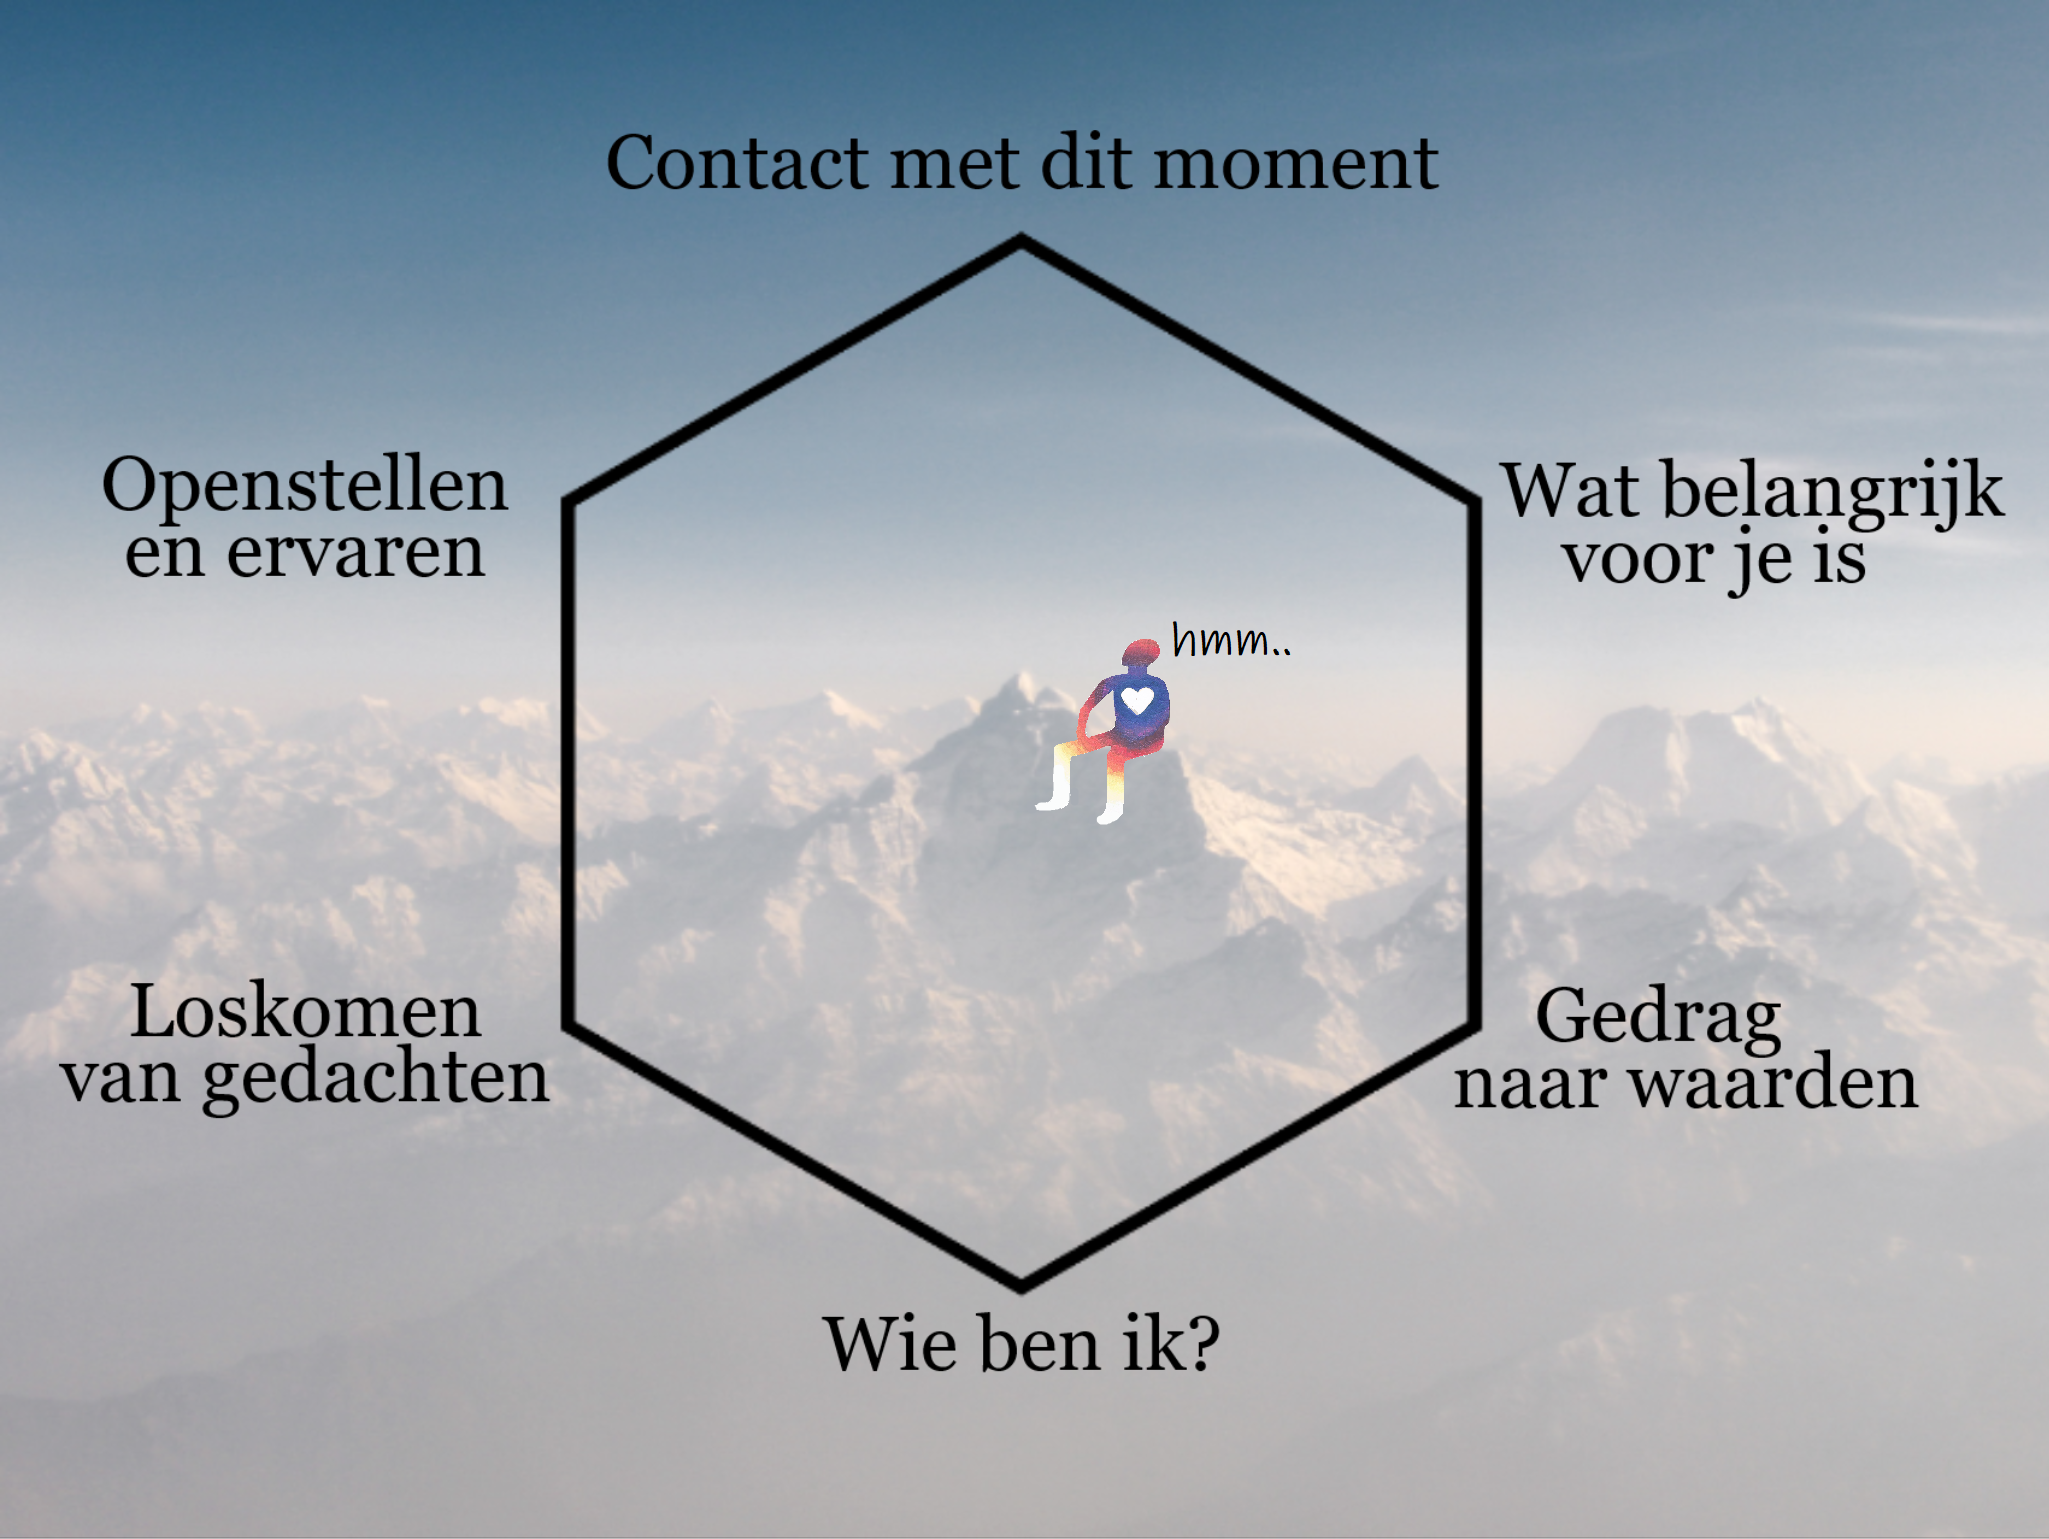 Contact met dit moment
Openstellen
en ervaren
Wat belangrijk
voor je is
hmm..
Loskomen
van gedachten
Gedrag
naar waarden
Wie ben ik?